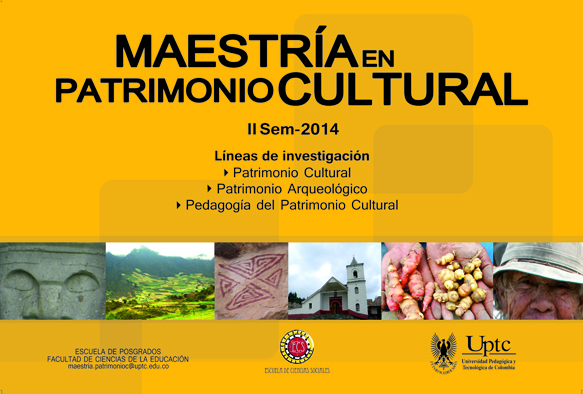 MAESTRÍA EN
PATRIMONIO CULTURAL
II Sem-2014
Líneas de investigación
Patrimonio Cultural
Patrimonio Arqueológico
Pedagogía del Patrimonio Cultural
ESCUELA DE POSGRADOS
FACULTAD DE CIENCIAS DE LA EDUCACIÓN
maestria.patrimonioc@uptc.edu.co
ESCUELA DE CIENCIAS SOCIALES
Uptc
Universidad Pedagógica y
Tecnológica de Colombia